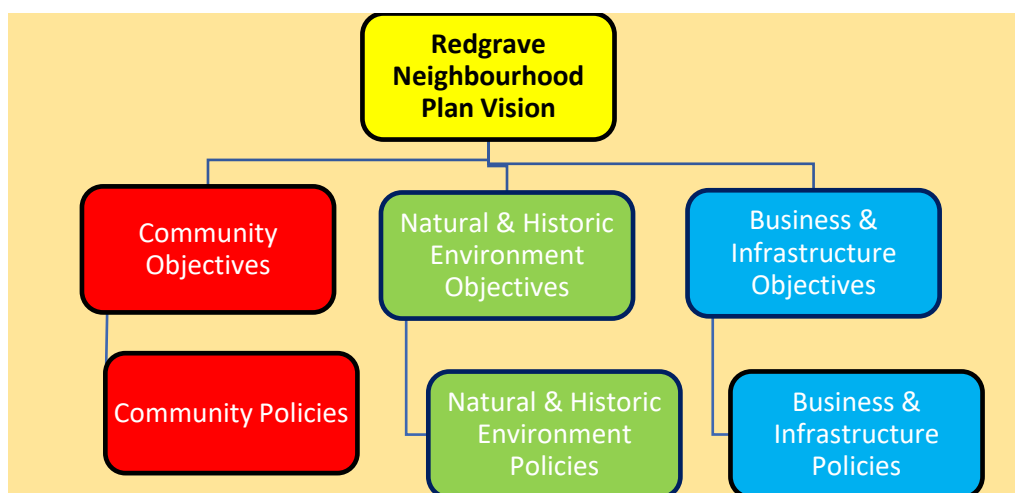 Redgrave
Neighbourhood
Plan Vision
Community
Objectives
Natural & Historic
Environment
Objectives
Business &
Infrastructure
Objectives
Community Policies
Natural & Historic
Environment
Policies
Business &
Infrastructure
Policies